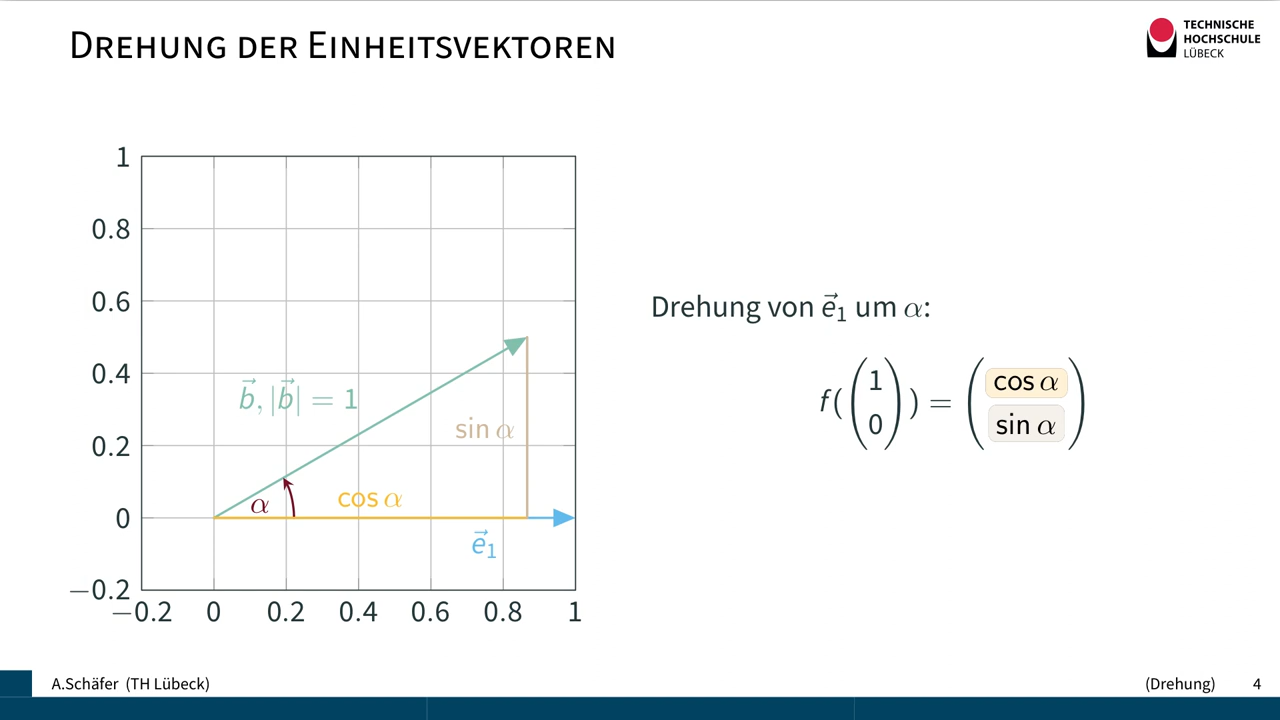 DREHUNG DER EINHEITSVEKTOREN
TECHNISCHE
HOCHSCHULE
LÜBECK
1
0.8
0.6
0.4
0.2
0
−0.2
−0.2 0 0.2 0.4 0.6 0.8 1
b⃗, |b⃗| = 1
sin α
cos α
α
e⃗₁
Drehung von e⃗₁ um α:
f((1 0)) = (cos α sin α)
A.Schäfer (TH Lübeck)
(Drehung) 4